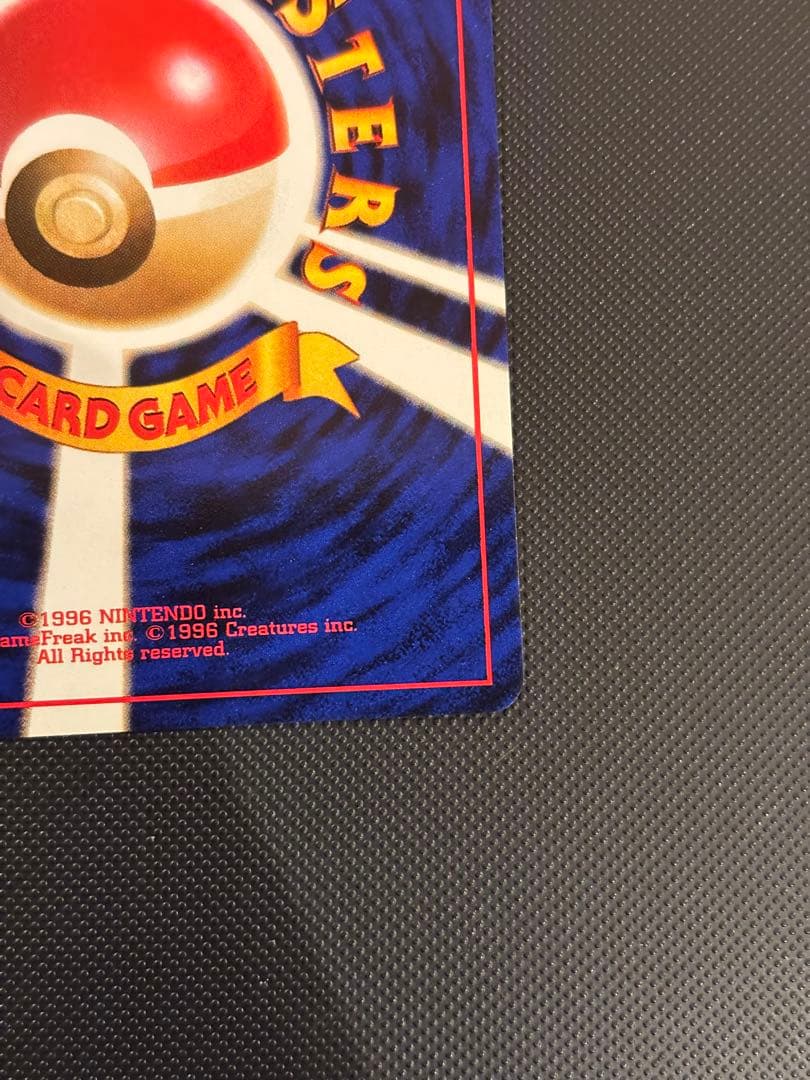 STERS
CARD GAME
©1996 NINTENDO inc.
ameFreak inc. ©1996 Creatures inc.
All Rights reserved.